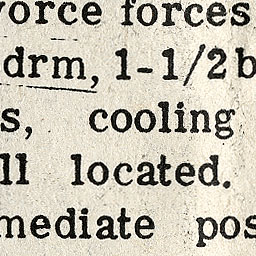 vorce forces
drm, 1-1/2 b
s, cooling
ll located.
mediate pos